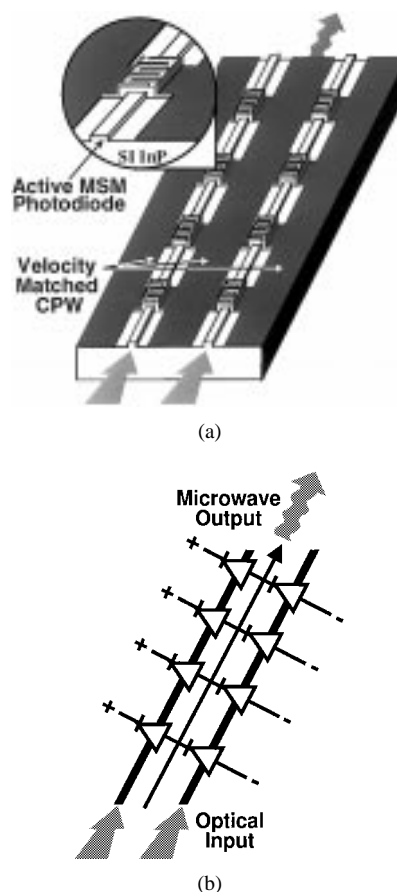 SI InP
Active MSM
Photodiode
Velocity
Matched
CPW
(a)
Microwave
Output
+
+
+
+
-
-
-
-
Optical
Input
(b)